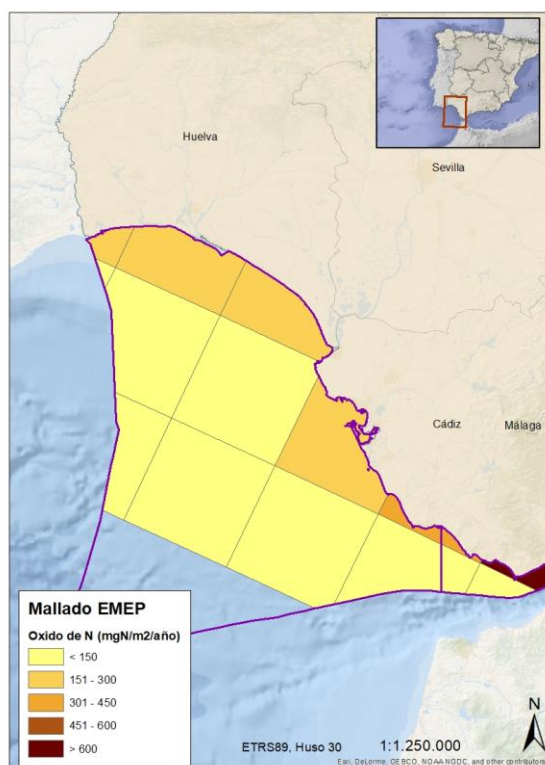 Huelva
Sevilla
Cádiz
Málaga
Mallado EMEP
Oxido de N (mgN/m2/año)
< 150
151 - 300
301 - 450
451 - 600
> 600
ETRS89, Huso 30
1:1.250.000
N
Esri, DeLorme, GEBCO, NOAA NGDC, and other contributors